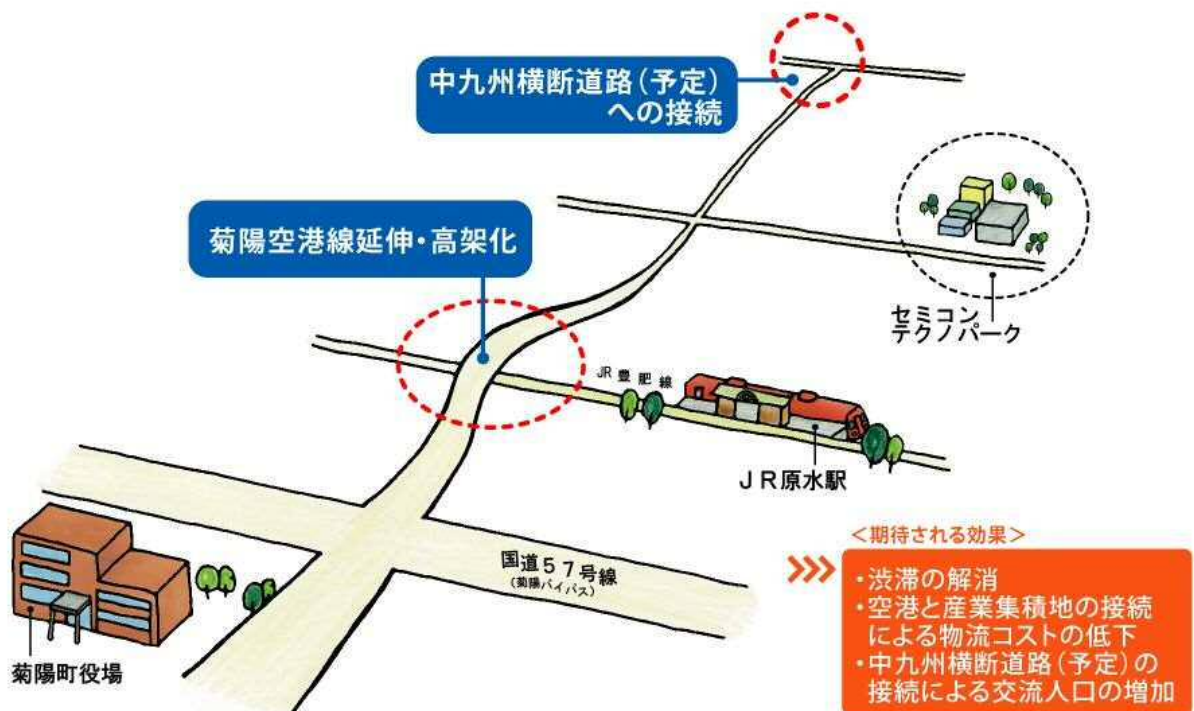 中九州横断道路(予定)
への接続
菊陽空港線延伸・高架化
セミコン
テクノパーク
JR豊肥線
JR原水駅
国道57号線
(菊陽バイパス)
菊陽町役場
<期待される効果>
・渋滞の解消
・空港と産業集積地の接続
による物流コストの低下
・中九州横断道路(予定)の
接続による交流人口の増加